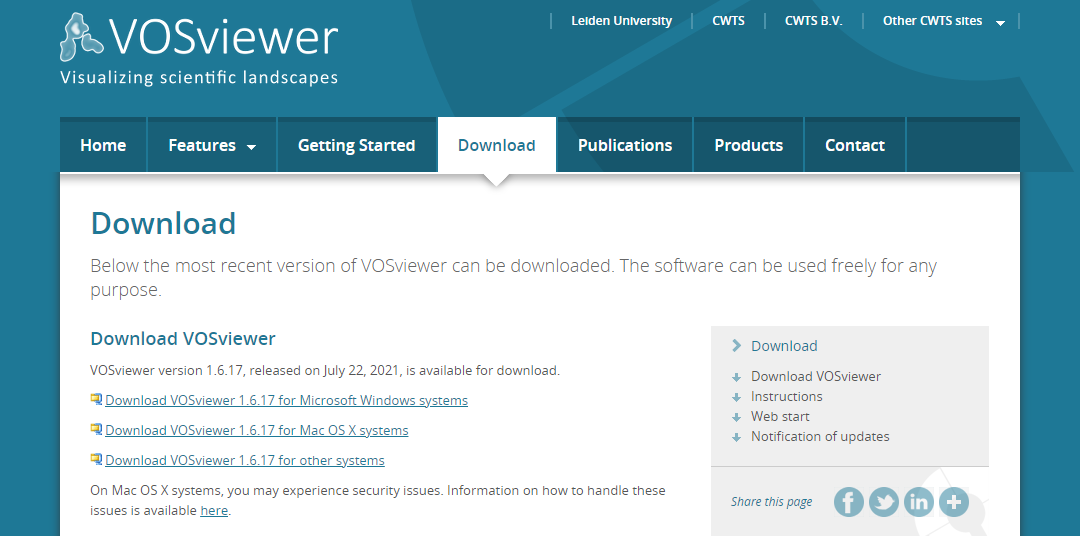 VOSviewer
Visualizing scientific landscapes
Leiden University
CWTS
CWTS B.V.
Other CWTS sites
Home
Features
Getting Started
Download
Publications
Products
Contact
Download
Below the most recent version of VOSviewer can be downloaded. The software can be used freely for any
purpose.
Download VOSviewer
VOSviewer version 1.6.17, released on July 22, 2021, is available for download.
Download VOSviewer 1.6.17 for Microsoft Windows systems
Download VOSviewer 1.6.17 for Mac OS X systems
Download VOSviewer 1.6.17 for other systems
On Mac OS X systems, you may experience security issues. Information on how to handle these
issues is available here.
Download
Download VOSviewer
Instructions
Web start
Notification of updates
Share this page